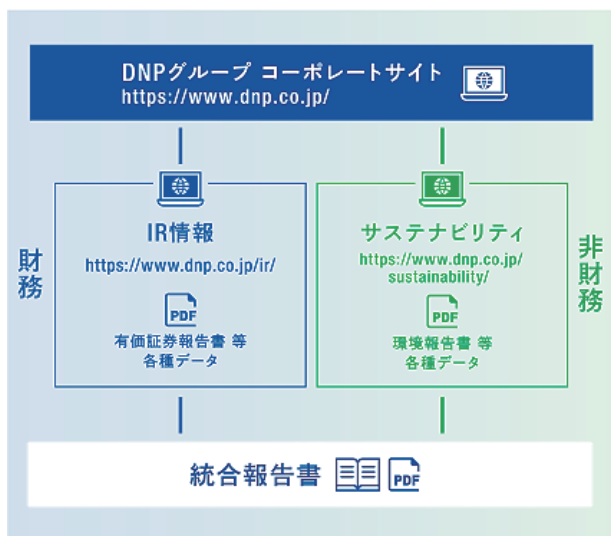 DNPグループ コーポレートサイト
https://www.dnp.co.jp/
財務
IR情報
https://www.dnp.co.jp/ir/
PDF
有価証券報告書 等
各種データ
サステナビリティ
https://www.dnp.co.jp/
sustainability/
PDF
環境報告書 等
各種データ
非財務
統合報告書
PDF